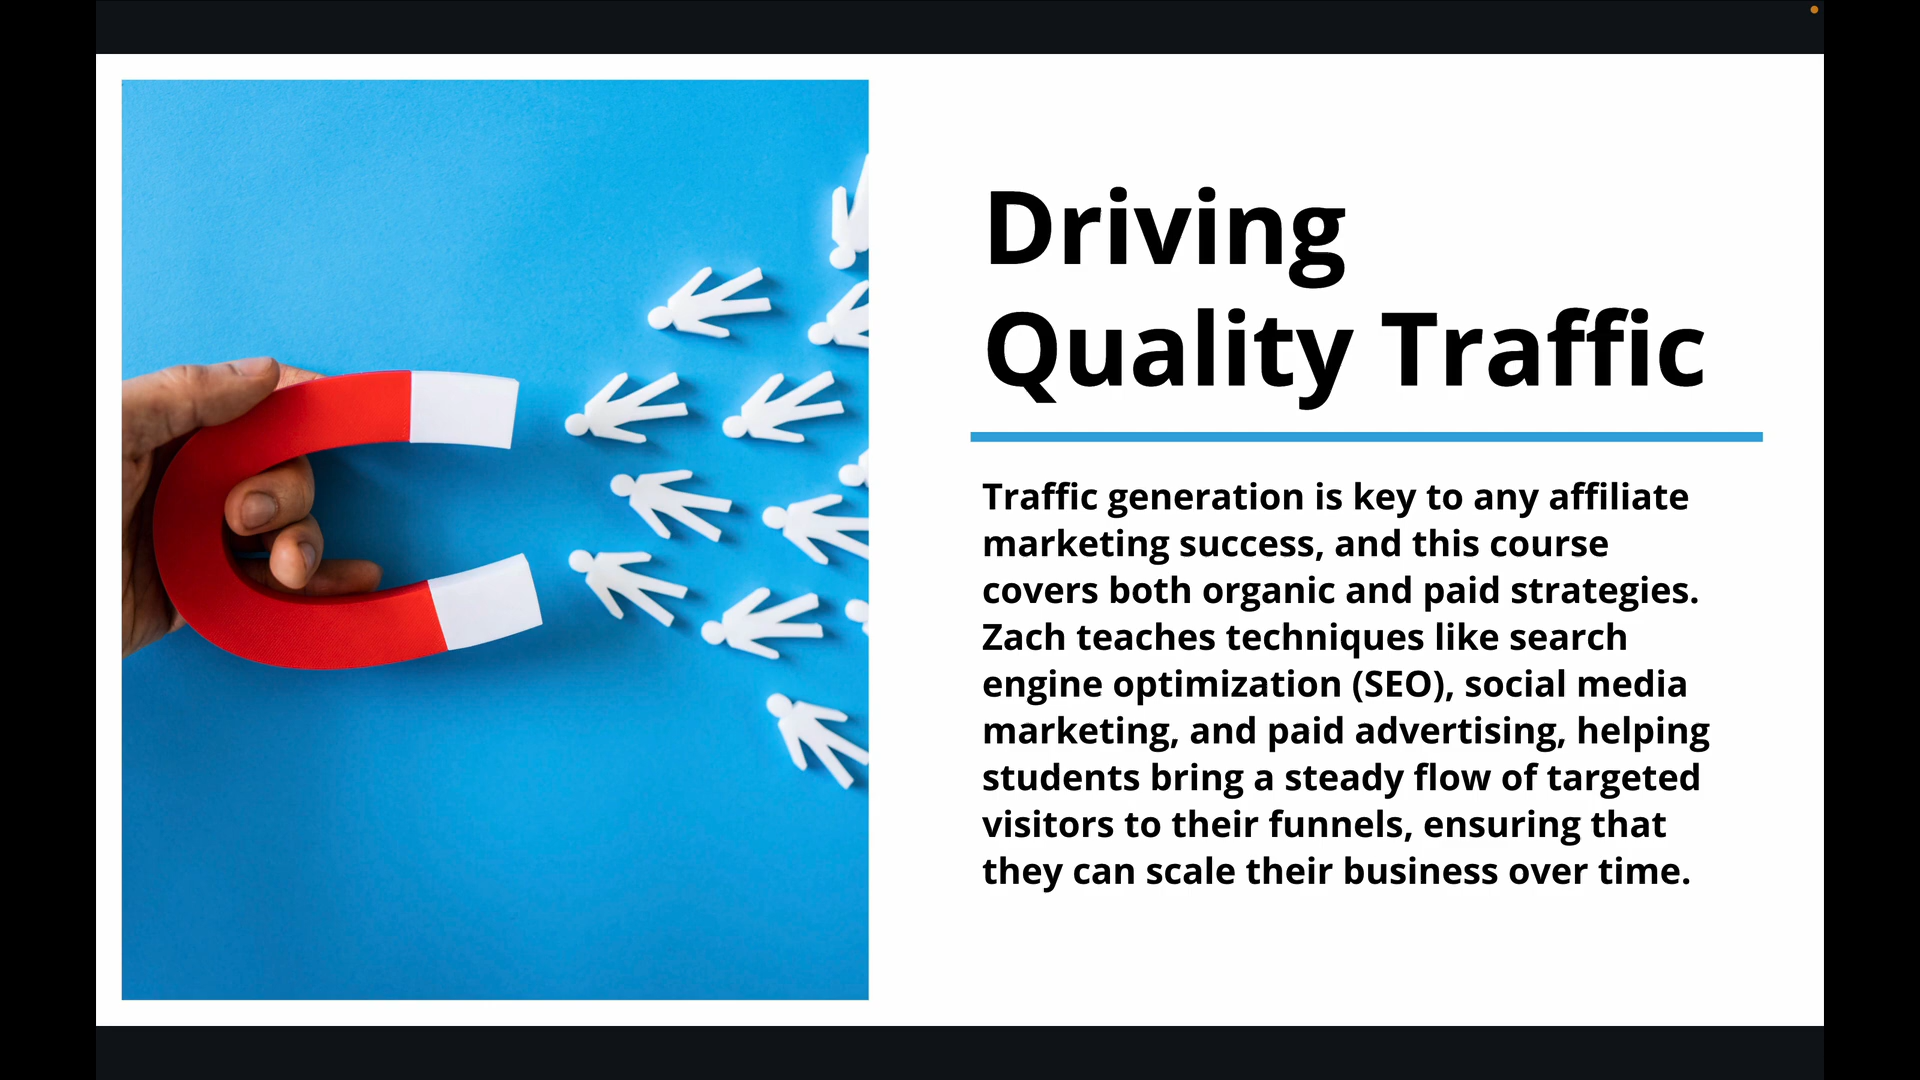 Driving
Quality Traffic
Traffic generation is key to any affiliate
marketing success, and this course
covers both organic and paid strategies.
Zach teaches techniques like search
engine optimization (SEO), social media
marketing, and paid advertising, helping
students bring a steady flow of targeted
visitors to their funnels, ensuring that
they can scale their business over time.